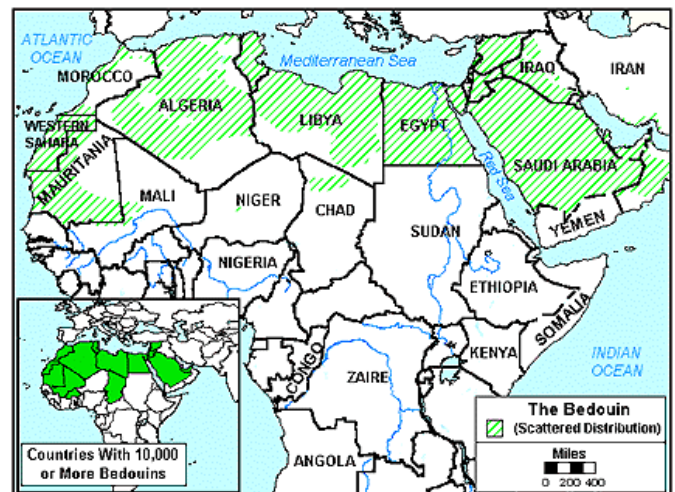 ATLANTIC
OCEAN
Mediterranean Sea
MOROCCO
IRAQ
IRAN
ALGERIA
LIBYA
EGYPT
WESTERN
SAHARA
SAUDI ARABIA
MAURITANIA
Red Sea
MALI
NIGER
CHAD
SUDAN
YEMEN
NIGERIA
ETHIOPIA
SOMALIA
KENYA
CONGO
ZAIRE
INDIAN
OCEAN
ANGOLA
Countries With 10,000
or More Bedouins
The Bedouin
(Scattered Distribution)
Miles
0 200 400